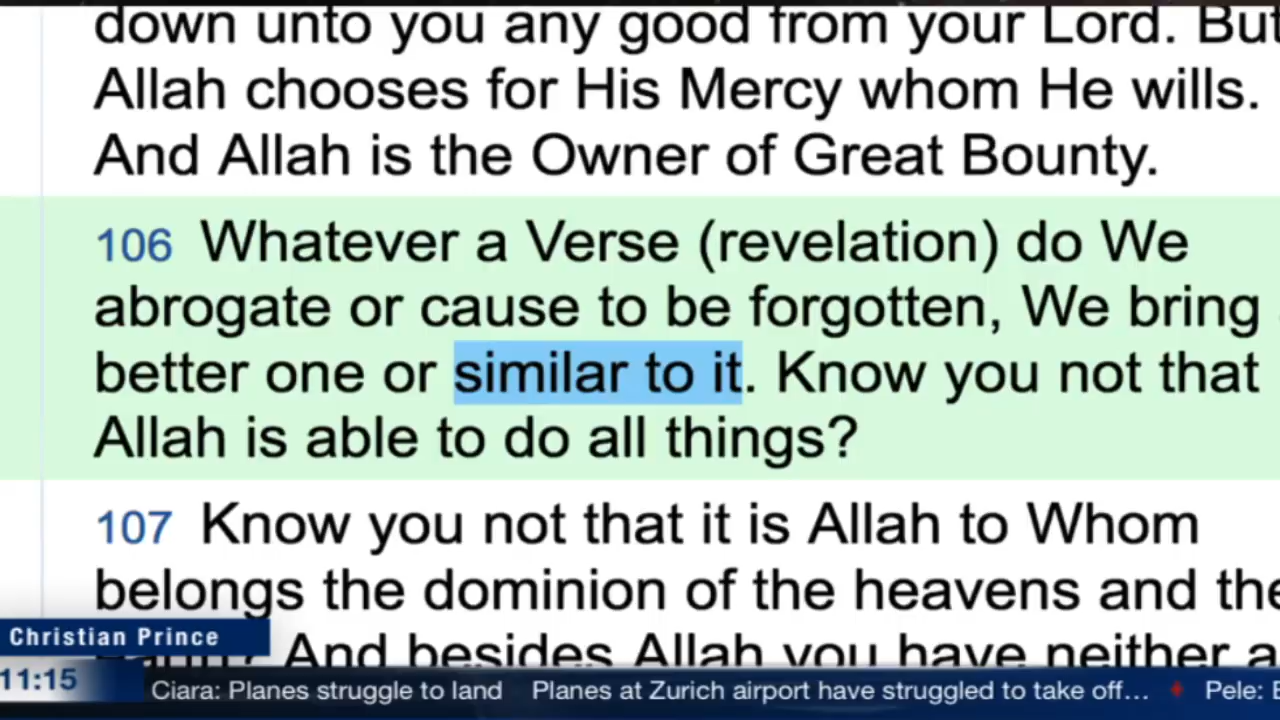 down unto you any good from your Lord. But
Allah chooses for His Mercy whom He wills.
And Allah is the Owner of Great Bounty.
106 Whatever a Verse (revelation) do We
abrogate or cause to be forgotten, We bring
better one or similar to it. Know you not that
Allah is able to do all things?
107 Know you not that it is Allah to Whom
belongs the dominion of the heavens and the
And besides Allah you have neither a
Christian Prince
11:15
Ciara: Planes struggle to land Planes at Zurich airport have struggled to take off... Pele: